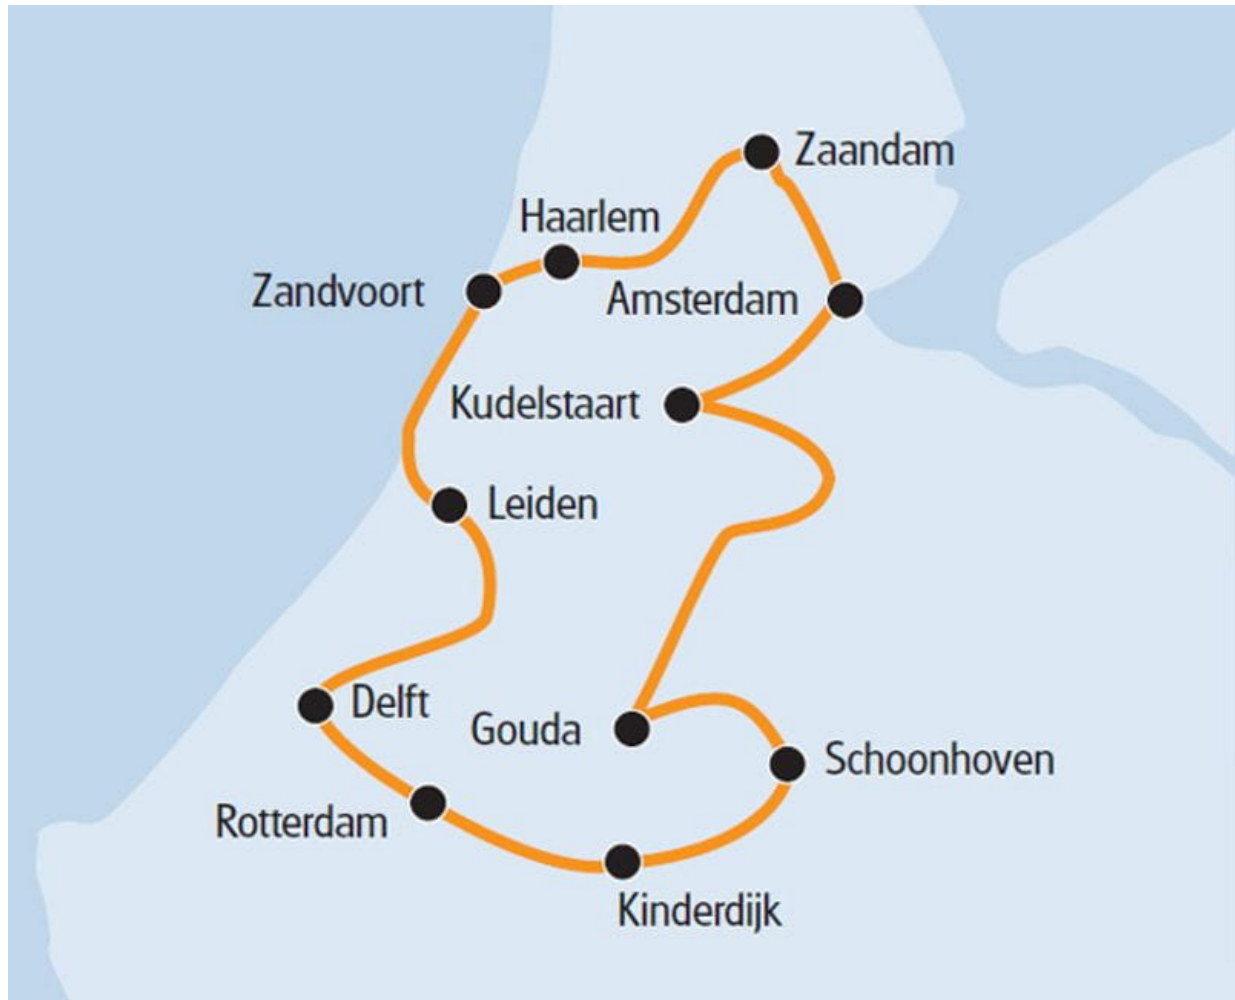 Zaandam
Haarlem
Zandvoort
Amsterdam
Kudelstaart
Leiden
Delft
Gouda
Schoonhoven
Rotterdam
Kinderdijk